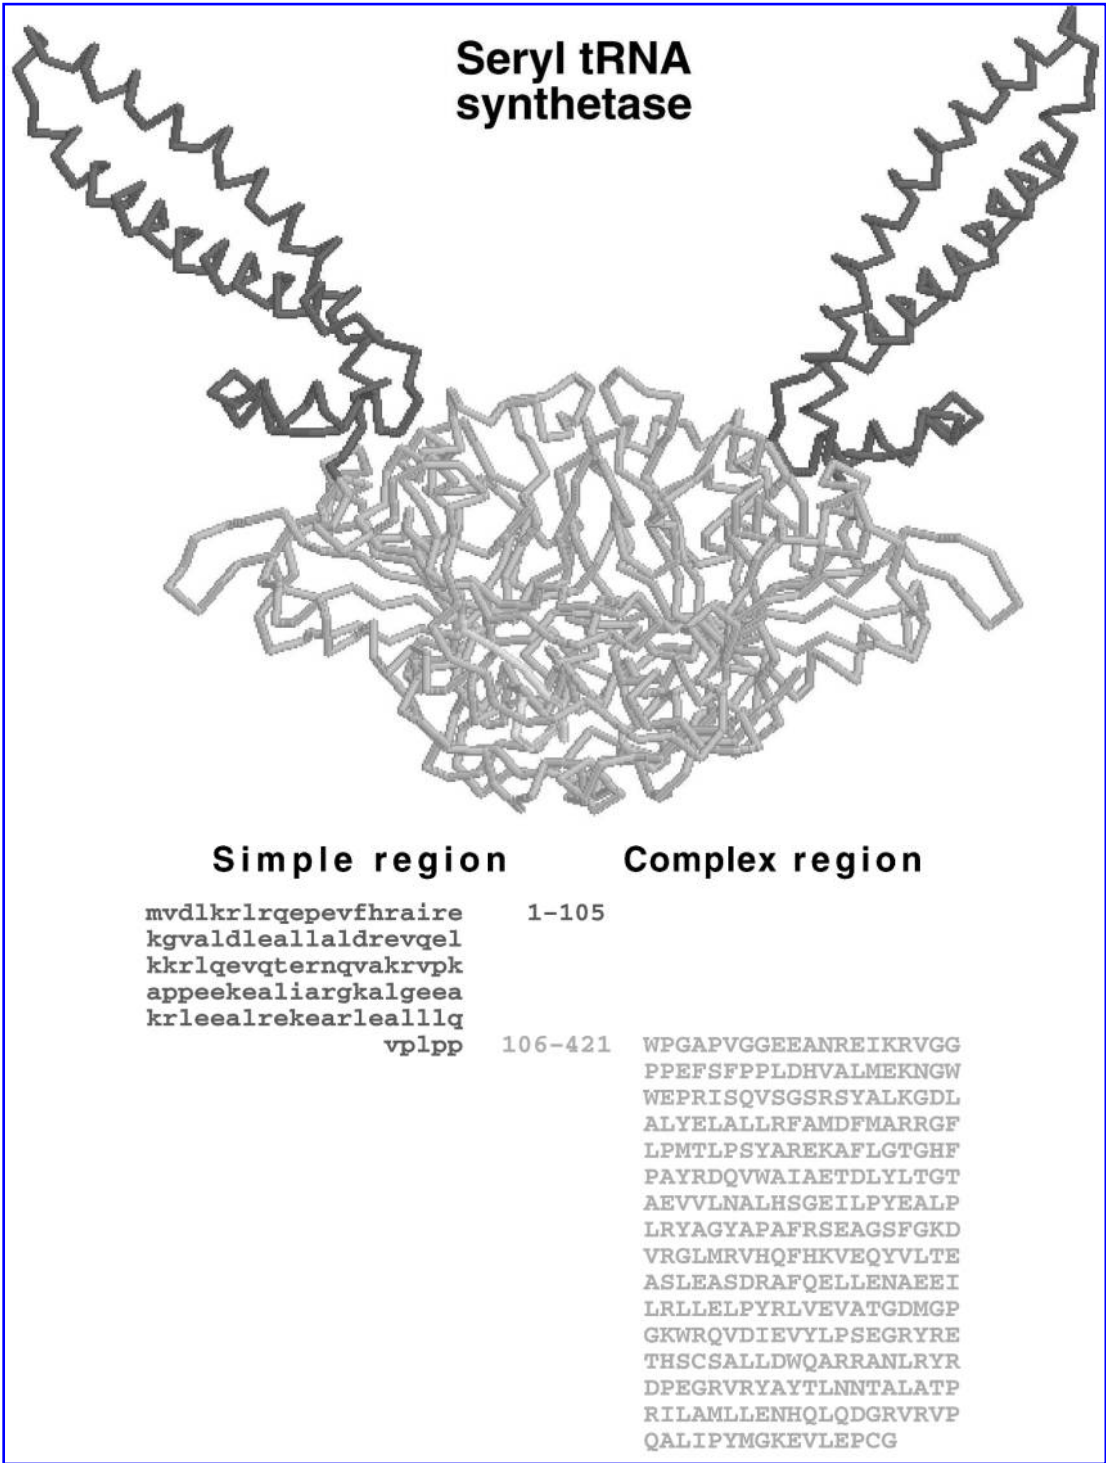 Seryl tRNA
synthetase
Simple region Complex region
mvdlkrlrqepevfhraire 1-105
kgvaldleallaldrevqel
kkrlqevqternqvakrvpk
appeekealiargkalgeea
krleealrekearlealllq
vplpp 106-421 WPGAPVGGEEANREIKRVGG
PPEFSFPPLDHVALMEKNGW
WEPRISQVSGSRSYALKGDL
ALYELALLRFAMDFMARRGF
LPMTLPSYAREKAFLGTGHF
PAYRDQVWAIAETDLYLTGT
AEVVLNALHSGEILPYEALP
LRYAGYAPAFRSEAGSFGKD
VRGLMRVHQFHKVEQYVLTE
ASLEASDRAFQELLENAEEI
LRLLELPYRLVEVATGDMGP
GKWRQVDIEVYLPSEGRYRE
THSCSALLDWQARRANLRYR
DPEGRVRYAYTLNNTALATP
RILAMLLENHQLQDGRVRVP
QALIPYMGKEVLEPCG